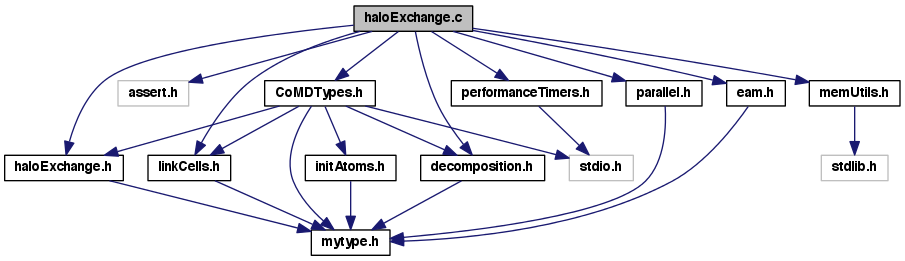 haloExchange.c
assert.h
CoMDTypes.h
performanceTimers.h
parallel.h
eam.h
memUtils.h
haloExchange.h
linkCells.h
initAtoms.h
decomposition.h
stdio.h
stdlib.h
mytype.h